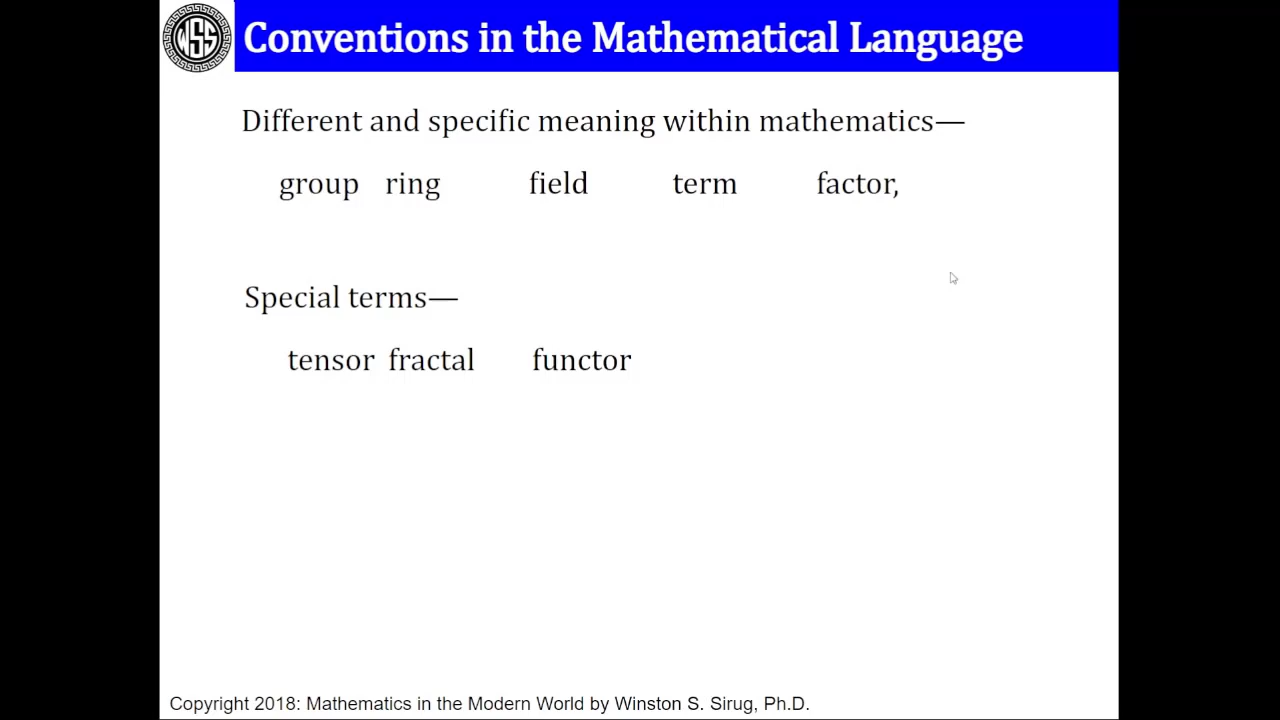 WSS
Conventions in the Mathematical Language
Different and specific meaning within mathematics—
group ring field term factor,
Special terms—
tensor fractal functor
Copyright 2018: Mathematics in the Modern World by Winston S. Sirug, Ph.D.